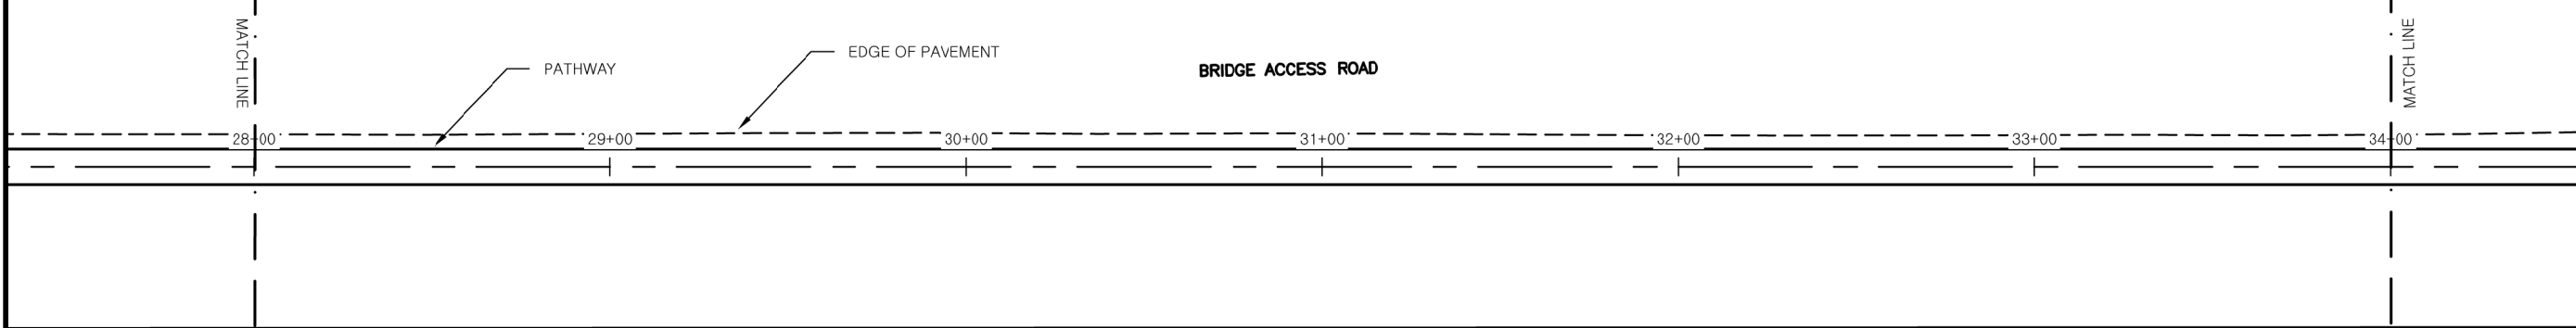 MATCH LINE
PATHWAY
EDGE OF PAVEMENT
BRIDGE ACCESS ROAD
MATCH LINE
28+00
29+00
30+00
31+00
32+00
33+00
34+00